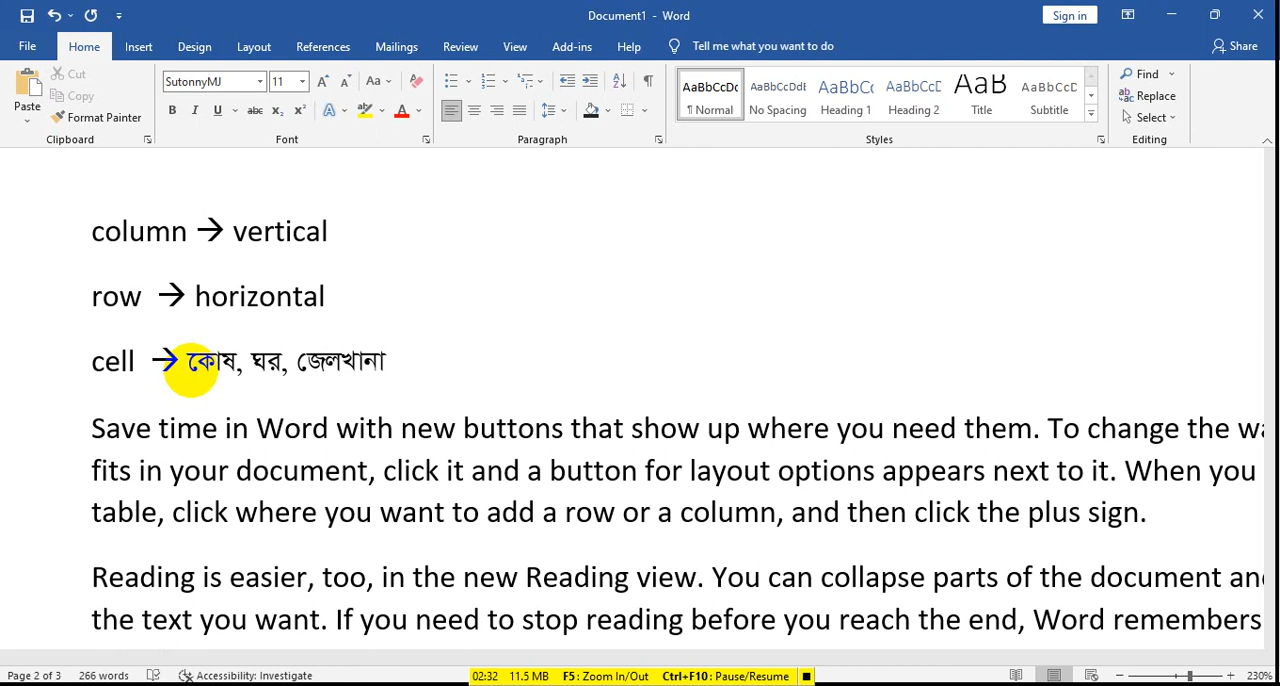 Document1 - Word
Sign in
File Home Insert Design Layout References Mailings Review View Add-ins Help Tell me what you want to do Share
Paste
Cut
Copy
Format Painter
SutonnyMJ 11 Aa
B I U abc x₂ x² A A
AaBbCcDc AaBbCcDdE AaBbCc AaBbCcD AaB AaBbCcD
¶ Normal No Spacing Heading 1 Heading 2 Title Subtitle
Find
Replace
Select
Clipboard Font Paragraph Styles Editing
column → vertical
row → horizontal
cell → কোষ, ঘর, জেলখানা
Save time in Word with new buttons that show up where you need them. To change the
fits in your document, click it and a button for layout options appears next to it. When you
table, click where you want to add a row or a column, and then click the plus sign.
Reading is easier, too, in the new Reading view. You can collapse parts of the document
the text you want. If you need to stop reading before you reach the end, Word remembers
Page 2 of 3 266 words Accessibility: Investigate 02:32 11.5 MB F5 : Zoom In/Out Ctrl+F10 : Pause/Resume 230%